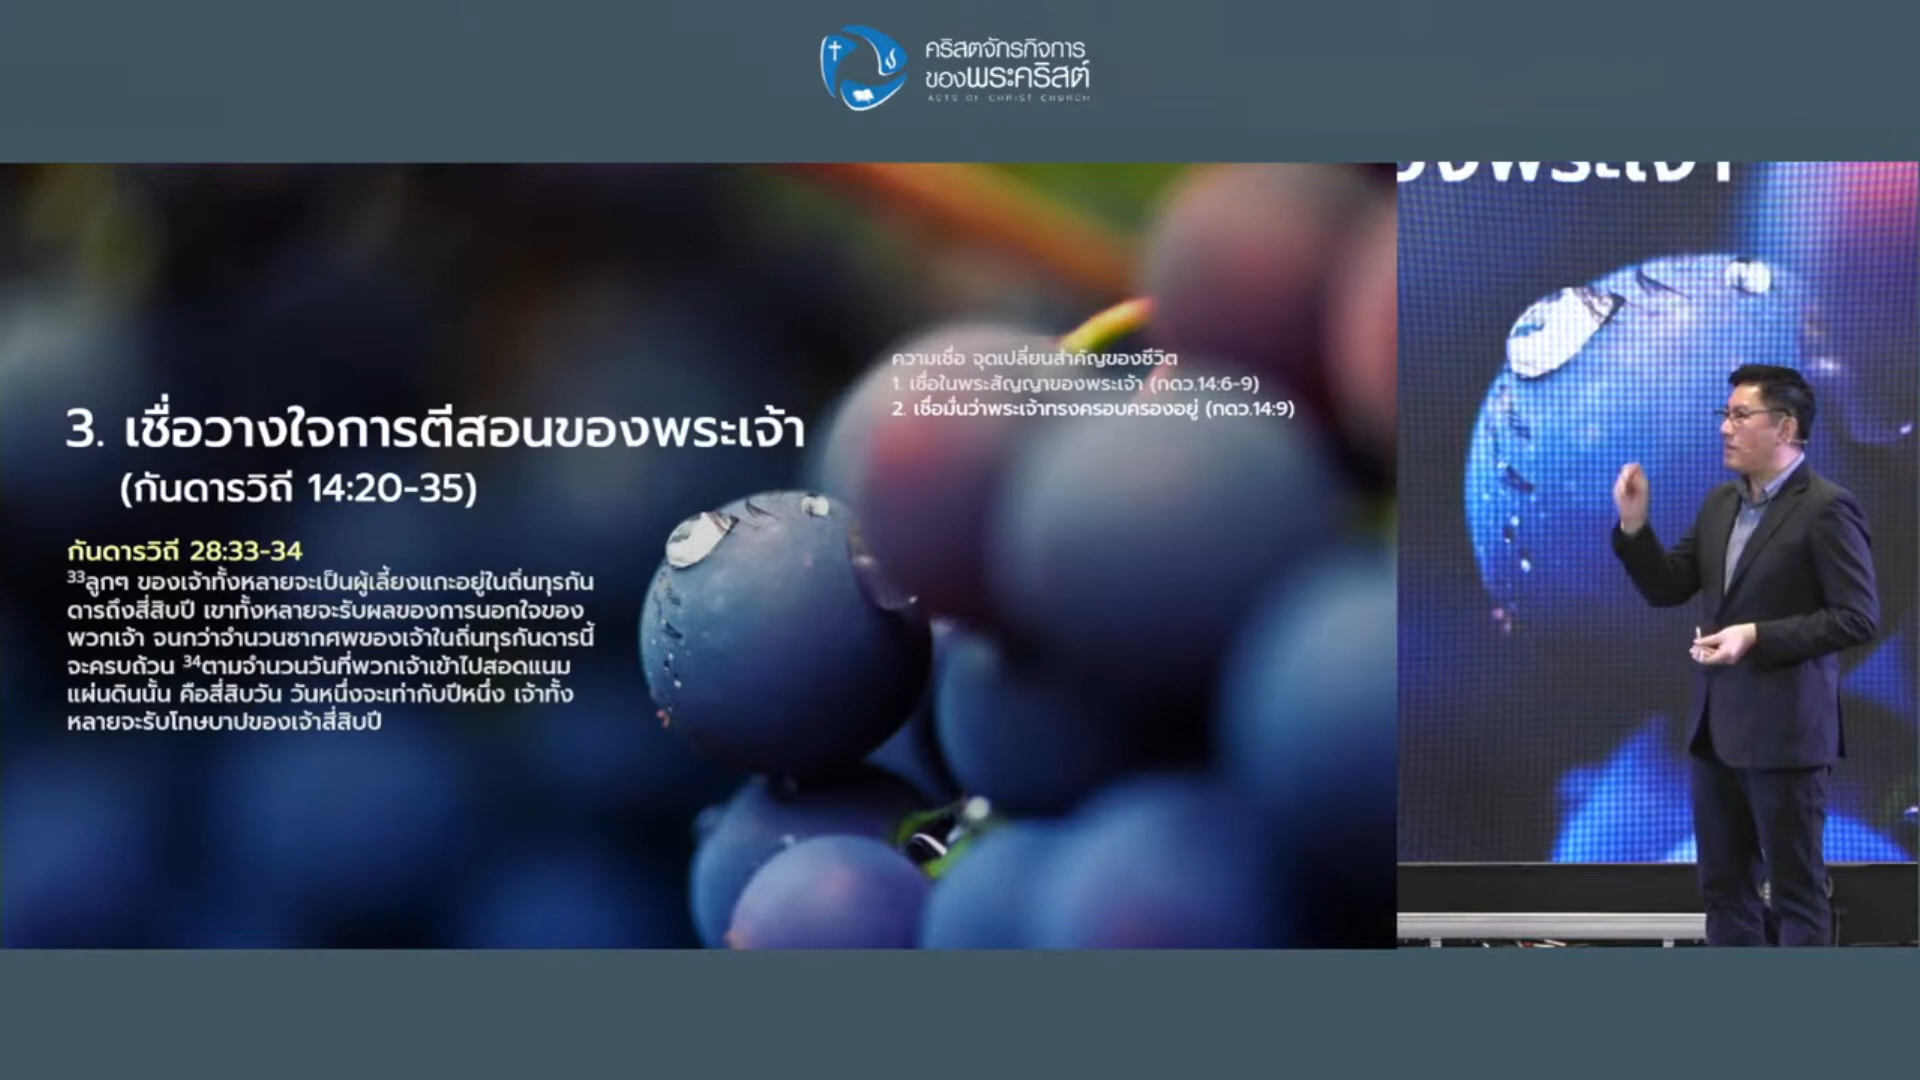 คริสตจักรกิจการ
ของพระคริสต์
ACTS OF CHRIST CHURCH
ความเชื่อ จุดเปลี่ยนสำคัญของชีวิต
1. เชื่อในพระสัญญาของพระเจ้า (กดว.14:6-9)
2. เชื่อมั่นว่าพระเจ้าทรงครอบครองอยู่ (กดว.14:9)
3. เชื่อวางใจการตีสอนของพระเจ้า
(กันดารวิถี 14:20-35)
กันดารวิถี 28:33-34
33ลูกๆ ของเจ้าทั้งหลายจะเป็นผู้เลี้ยงแกะอยู่ในถิ่นทุรกัน
ดารถึงสี่สิบปี เขาทั้งหลายจะรับผลของการนอกใจของ
พวกเจ้า จนกว่าจำนวนซากศพของเจ้าในถิ่นทุรกันดารนี้
จะครบถ้วน 34ตามจำนวนวันที่พวกเจ้าเข้าไปสอดแนม
แผ่นดินนั้น คือสี่สิบวัน วันหนึ่งจะเท่ากับปีหนึ่ง เจ้าทั้ง
หลายจะรับโทษบาปของเจ้าสี่สิบปี